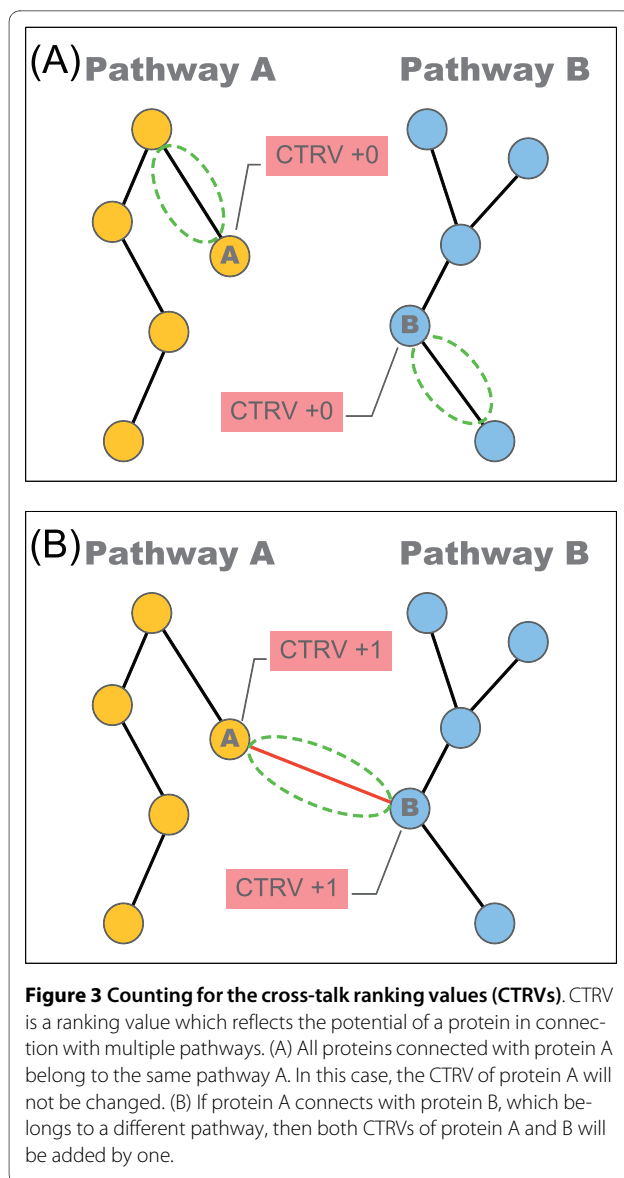 (A)
Pathway A
Pathway B
CTRV +0
A
B
CTRV +0
(B)
Pathway A
Pathway B
CTRV +1
A
B
CTRV +1
Figure 3 Counting for the cross-talk ranking values (CTRVs). CTRV
is a ranking value which reflects the potential of a protein in connec-
tion with multiple pathways. (A) All proteins connected with protein A
belong to the same pathway A. In this case, the CTRV of protein A will
not be changed. (B) If protein A connects with protein B, which be-
longs to a different pathway, then both CTRVs of protein A and B will
be added by one.